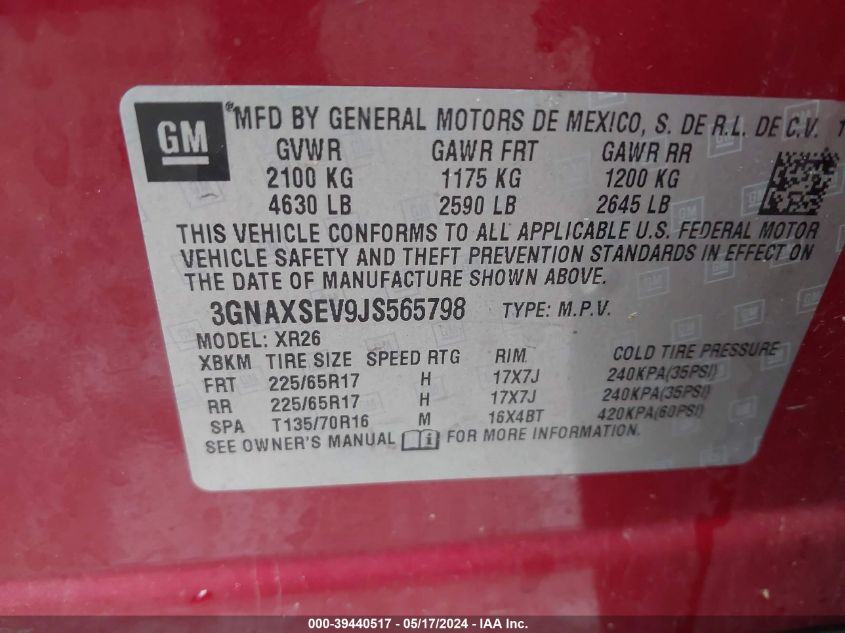 GM
®MFD BY GENERAL MOTORS DE MEXICO, S. DE R.L. DE C.V. 1
GVWR GAWR FRT GAWR RR
2100 KG 1175 KG 1200 KG
4630 LB 2590 LB 2645 LB
THIS VEHICLE CONFORMS TO ALL APPLICABLE U.S. FEDERAL MOTOR
VEHICLE SAFETY AND THEFT PREVENTION STANDARDS IN EFFECT ON
THE DATE OF MANUFACTURE SHOWN ABOVE.
3GNAXSEV9JS565798 TYPE: M.P.V.
MODEL: XR26
XBKM TIRE SIZE SPEED RTG RIM COLD TIRE PRESSURE
FRT 225/65R17 H 17X7J 240KPA(35PSI)
RR 225/65R17 H 17X7J 240KPA(35PSI)
SPA T135/70R16 M 16X4BT 420KPA(60PSI)
SEE OWNER'S MANUAL FOR MORE INFORMATION.
000-39440517 - 05/17/2024 - IAA Inc.